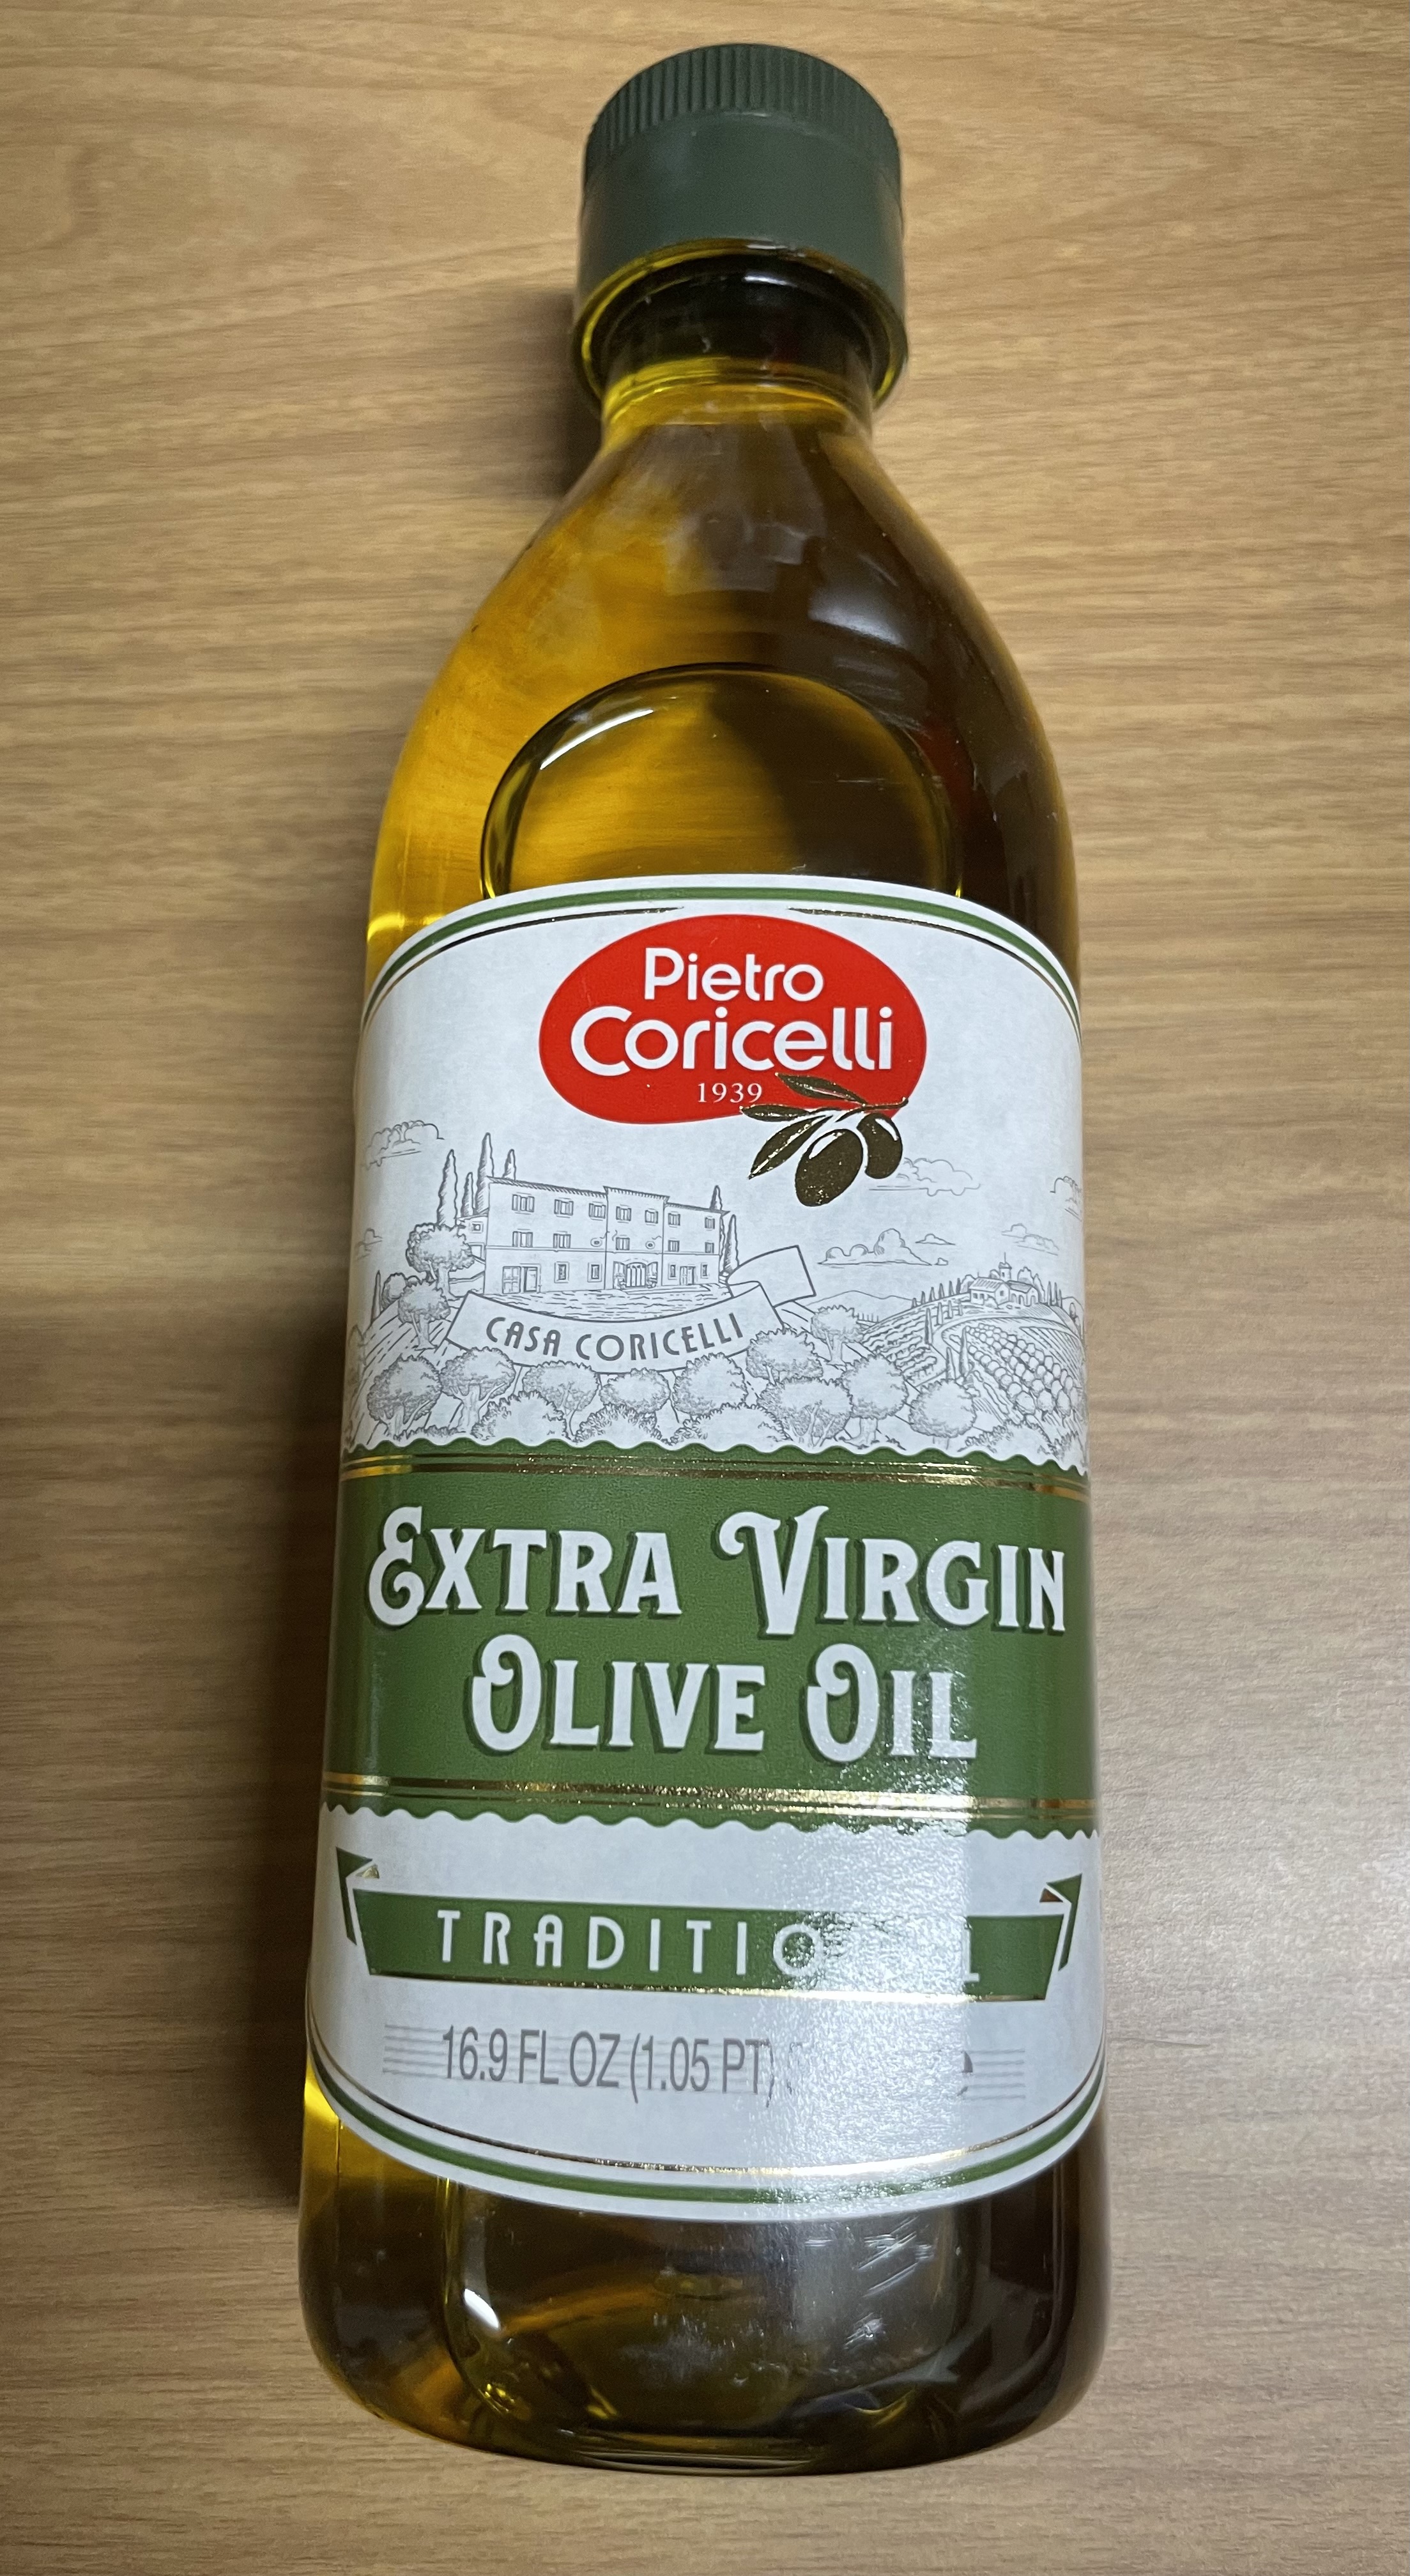 Pietro
Coricelli
1939
CASA CORICELLI
EXTRA VIRGIN
OLIVE OIL
16.9 FL OZ (1.05 PT)